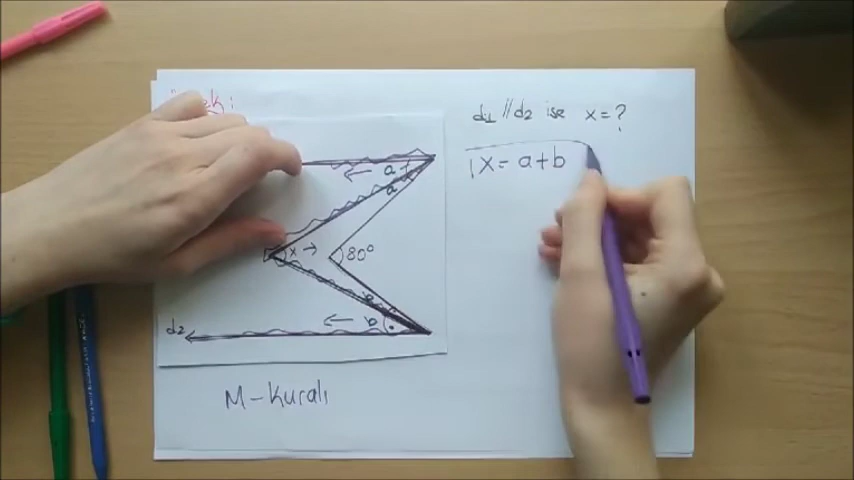 d1 // d2 ise x = ?
x = a+b
a
a
x
80°
b
b
d2
M - Kuralı